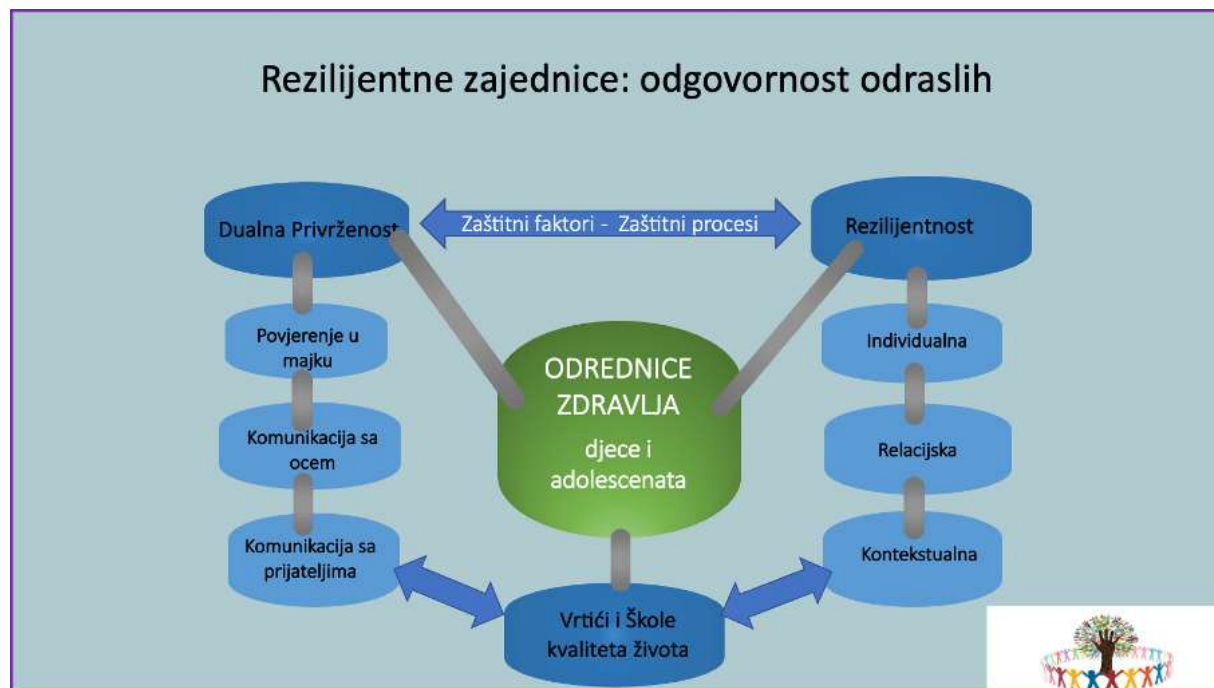 Rezilijentne zajednice: odgovornost odraslih
Dualna Privrženost
Zaštitni faktori - Zaštitni procesi
Rezilijentnost
Povjerenje u
majku
Individualna
ODREDNICE
ZDRAVLJA
djece i
adolescenata
Komunikacija sa
ocem
Relacijska
Komunikacija sa
prijateljima
Kontekstualna
Vrtići i Škole
kvaliteta života